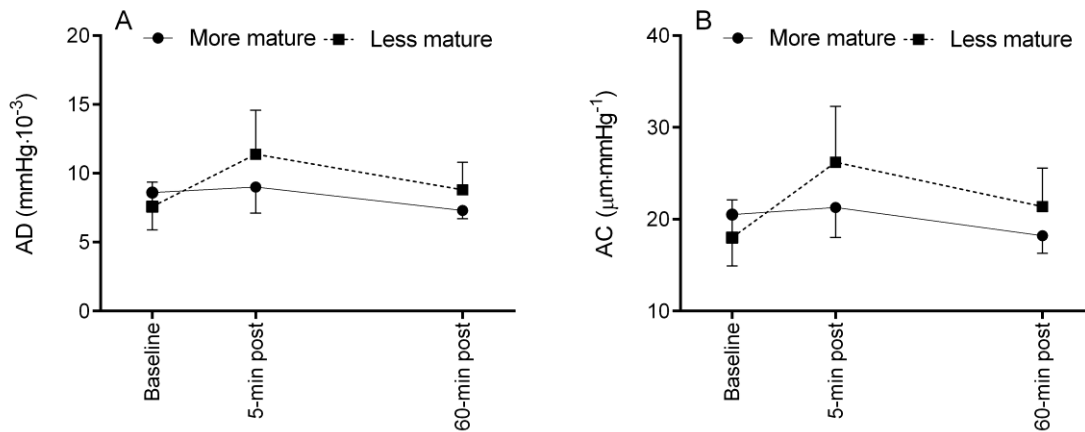 A
More mature
Less mature
AD (mmHg·10⁻³)
20
15
10
5
0
Baseline
5-min post
60-min post
B
More mature
Less mature
AC (μm·mmHg⁻¹)
40
30
20
10
Baseline
5-min post
60-min post